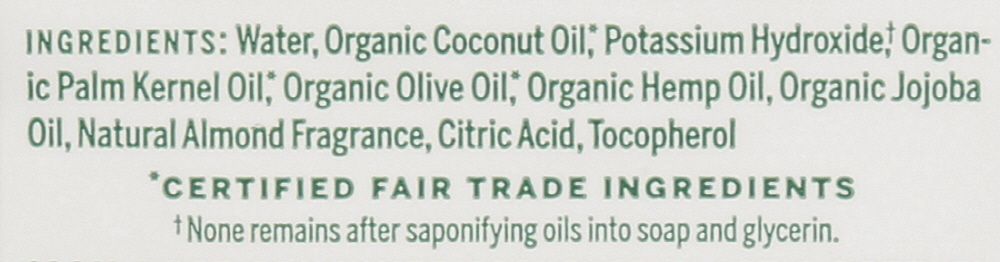 INGREDIENTS: Water, Organic Coconut Oil,* Potassium Hydroxide,† Organ-
ic Palm Kernel Oil,* Organic Olive Oil,* Organic Hemp Oil, Organic Jojoba
Oil, Natural Almond Fragrance, Citric Acid, Tocopherol
*CERTIFIED FAIR TRADE INGREDIENTS
†None remains after saponifying oils into soap and glycerin.